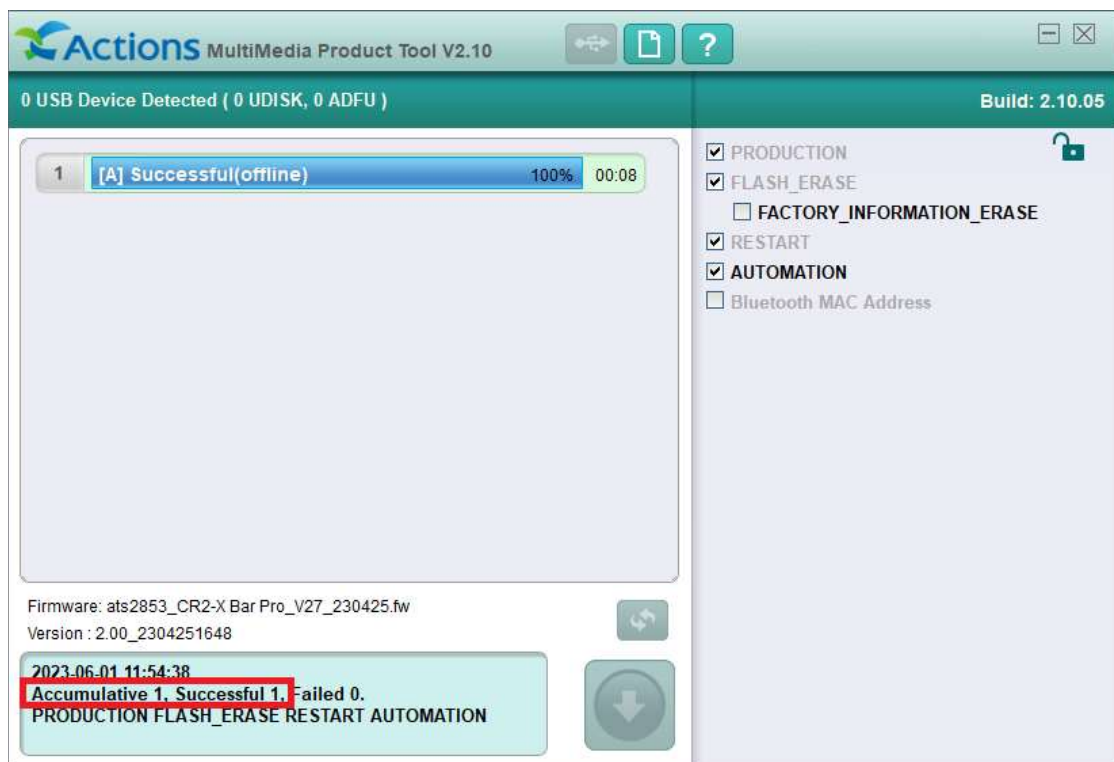 Actions MultiMedia Product Tool V2.10
?
0 USB Device Detected ( 0 UDISK, 0 ADFU )
Build: 2.10.05
1 [A] Successful(offline) 100% 00:08
PRODUCTION
FLASH_ERASE
FACTORY_INFORMATION_ERASE
RESTART
AUTOMATION
Bluetooth MAC Address
Firmware: ats2853_CR2-X Bar Pro_V27_230425.fw
Version : 2.00_2304251648
2023-06-01 11:54:38
Accumulative 1, Successful 1, Failed 0.
PRODUCTION FLASH_ERASE RESTART AUTOMATION